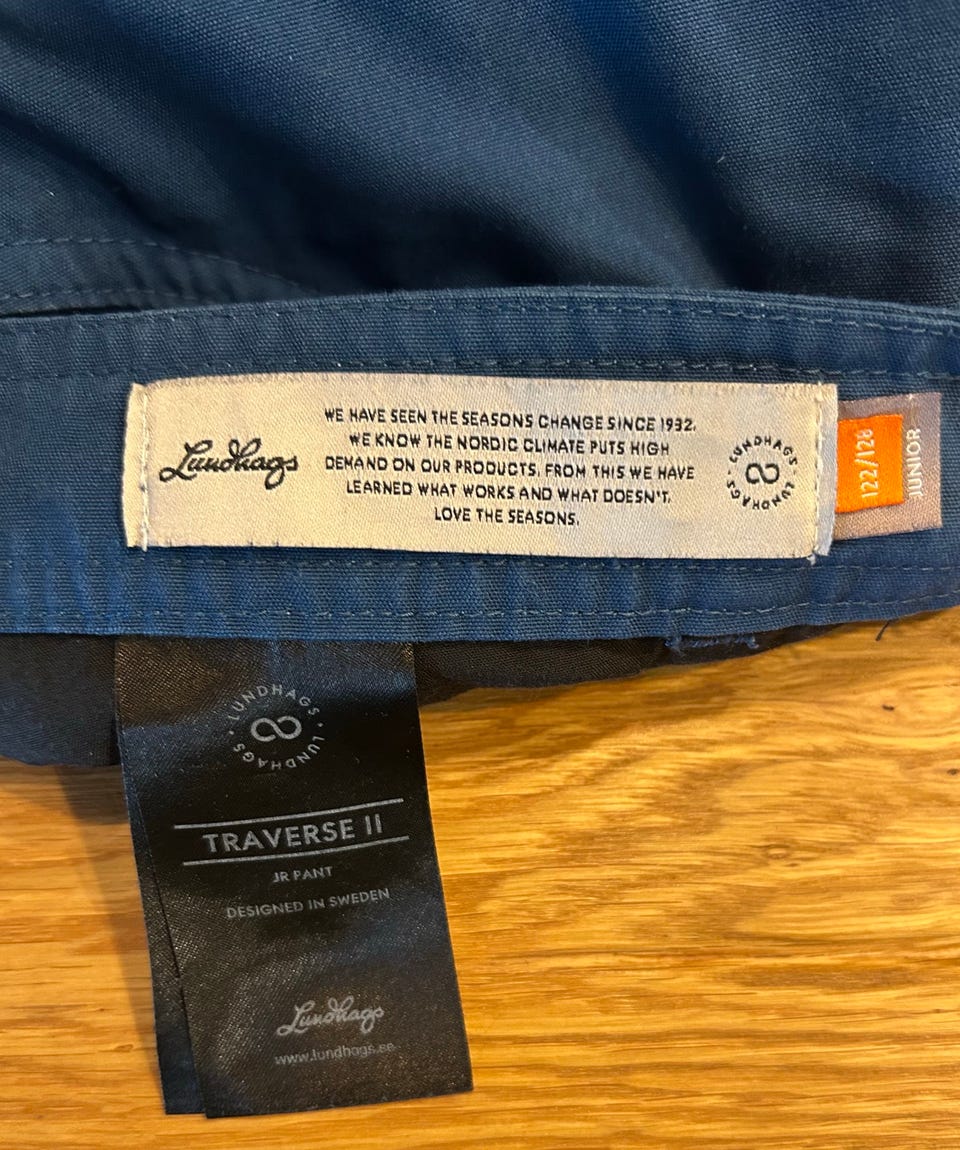 Lundhags
WE HAVE SEEN THE SEASONS CHANGE SINCE 1932.
WE KNOW THE NORDIC CLIMATE PUTS HIGH
DEMAND ON OUR PRODUCTS. FROM THIS WE HAVE
LEARNED WHAT WORKS AND WHAT DOESN'T.
LOVE THE SEASONS.
LUNDHAGS · LUNDHAGS ·
122/128
JUNIOR
LUNDHAGS · LUNDHAGS ·
TRAVERSE II
JR PANT
DESIGNED IN SWEDEN
Lundhags
www.lundhags.se